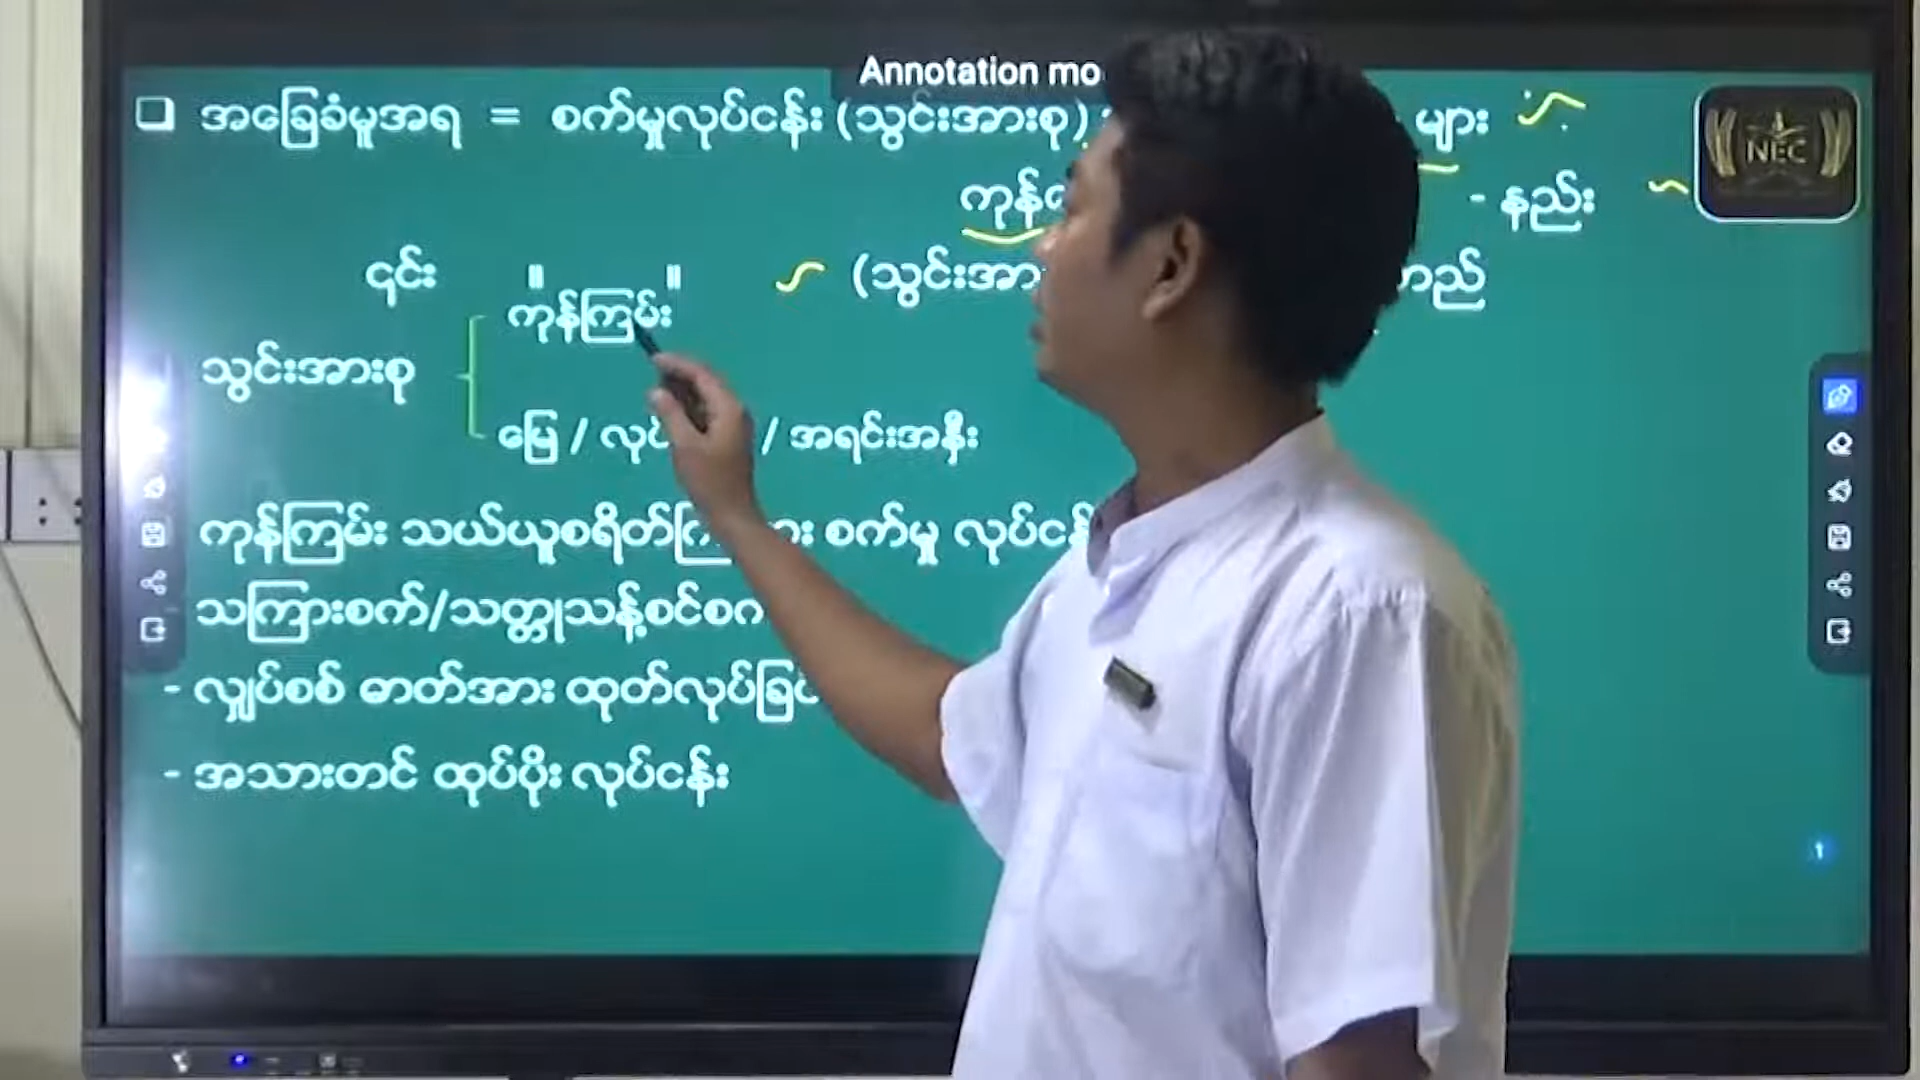 Annotation mo
❑ အခြေခံမူအရ = စက်မှုလုပ်ငန်း (သွင်းအားစု) များ
ကုန် - နည်း
NEC
၎င်း "ကုန်ကြမ်း" (သွင်းအား တည်
သွင်းအားစု
မြေ / / အရင်းအနှီး
ကုန်ကြမ်း သယ်ယူစရိတ် စက်မှု လုပ်ငန်
- သကြားစက်/သတ္တုသန့်စင်စက
- လျှပ်စစ် ဓာတ်အား ထုတ်လုပ်ခြင်
- အသားတင် ထုပ်ပိုး လုပ်ငန်း
1